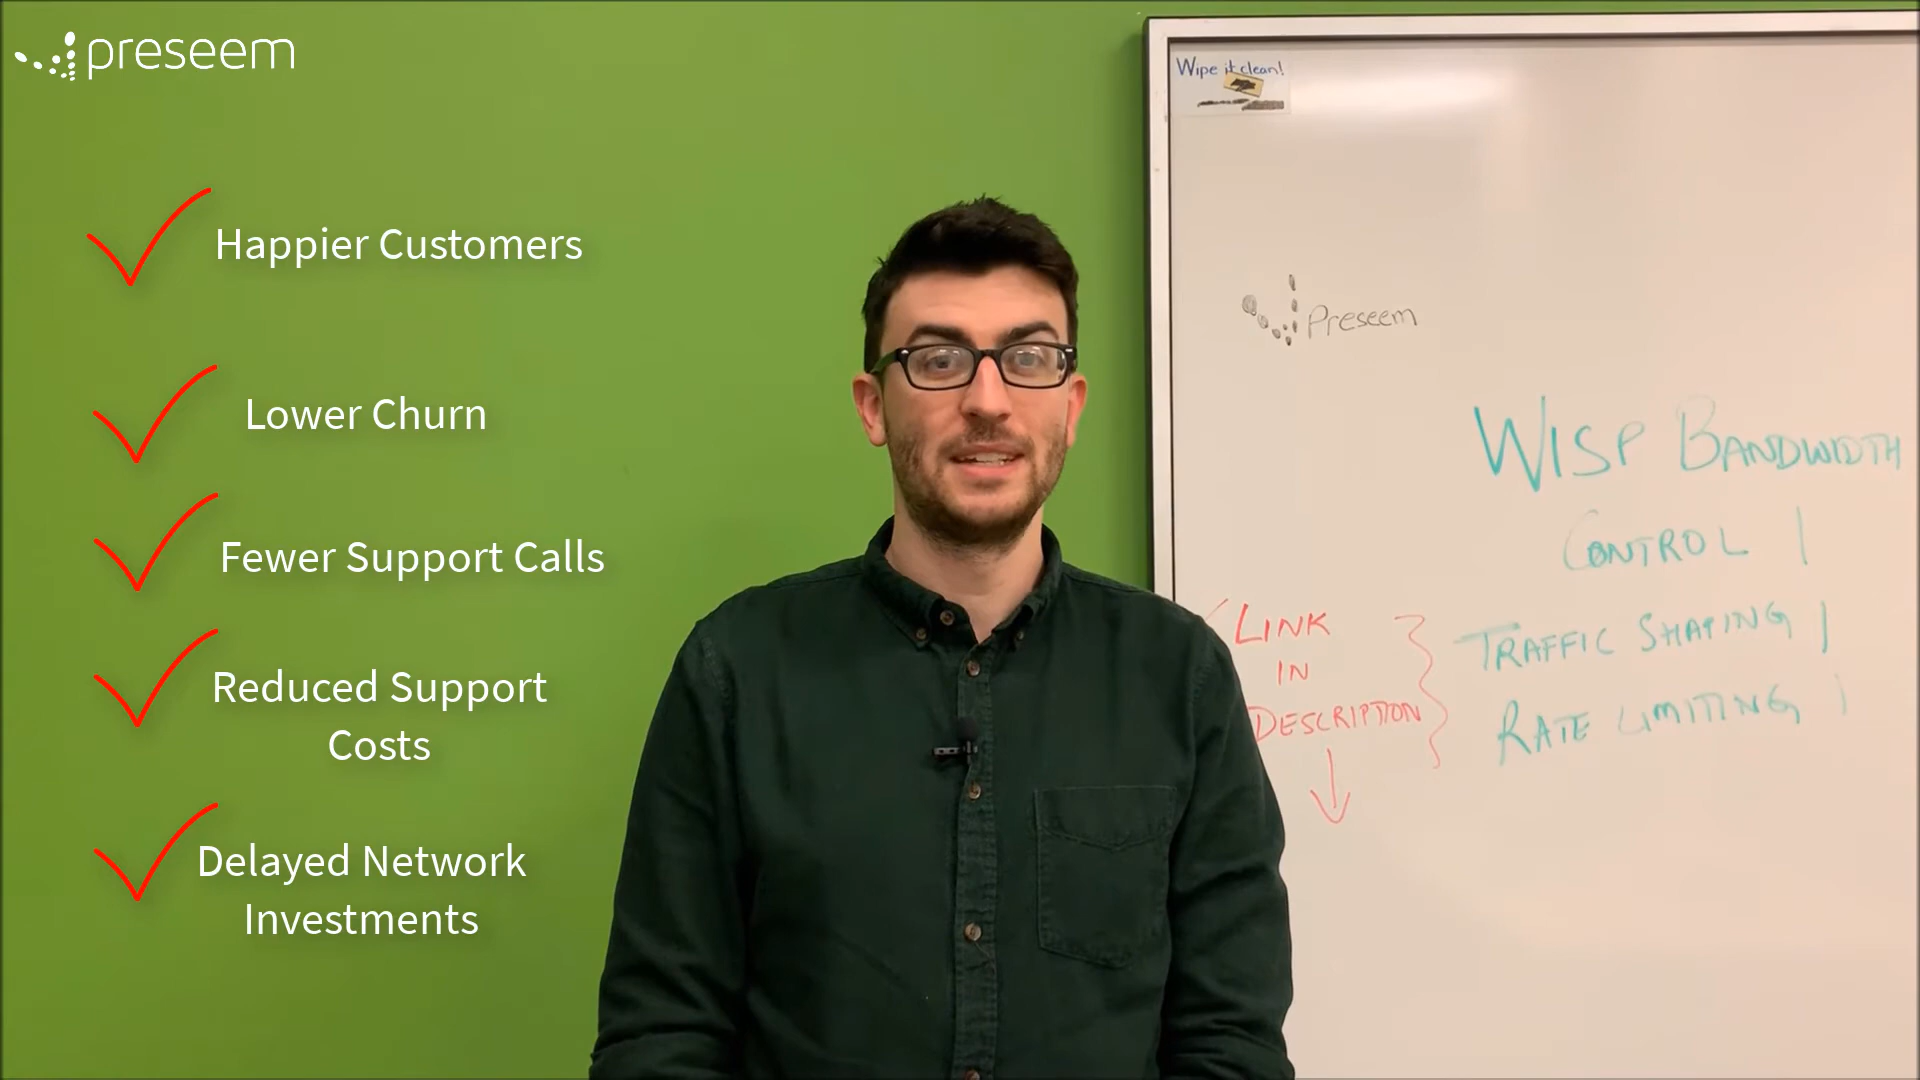 preseem
Happier Customers
Lower Churn
Fewer Support Calls
Reduced Support
Costs
Delayed Network
Investments
Wipe it clean!
Preseem
WISP BANDWIDTH
CONTROL |
TRAFFIC SHAPING |
RATE LIMITING |
LINK
IN
DESCRIPTION